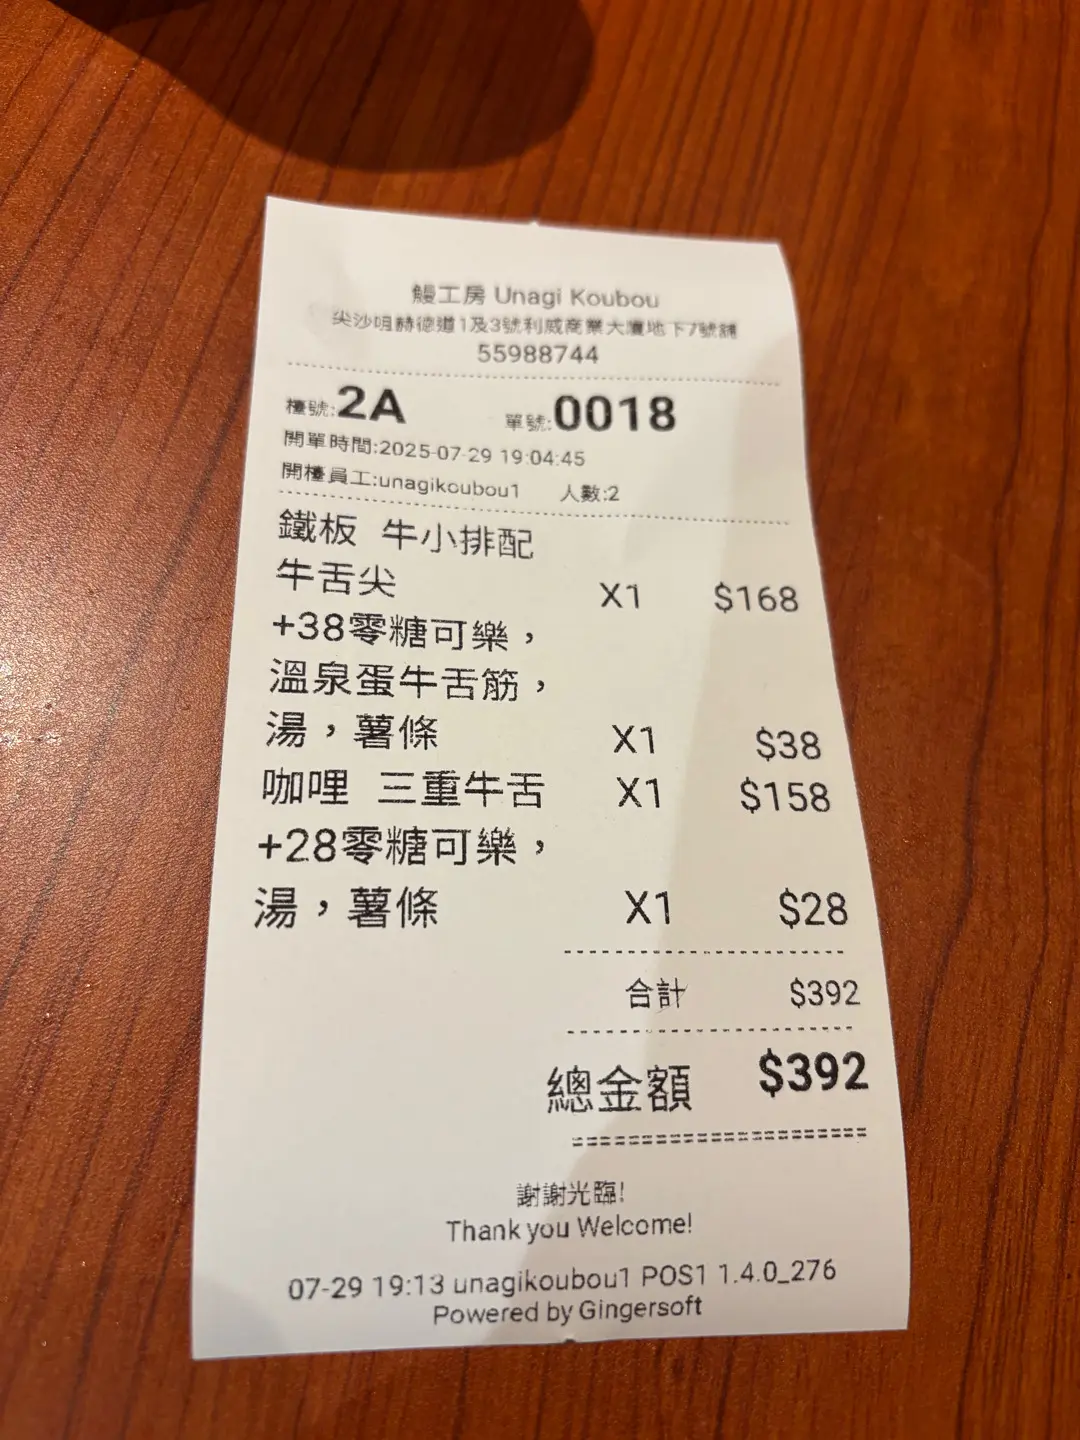 鰻工房 Unagi Koubou
尖沙咀赫德道1及3號利威商業大廈地下7號舖
55988744
檯號:2A 單號:0018
開單時間:2025-07-29 19:04:45
開檯員工:unagikoubou1 人數:2
鐵板 牛小排配
牛舌尖 X1 $168
+38零糖可樂，
溫泉蛋牛舌筋，
湯，薯條 X1 $38
咖哩 三重牛舌 X1 $158
+28零糖可樂，
湯，薯條 X1 $28
合計 $392
總金額 $392
謝謝光臨!
Thank you Welcome!
07-29 19:13 unagikoubou1 POS1 1.4.0_276
Powered by Gingersoft